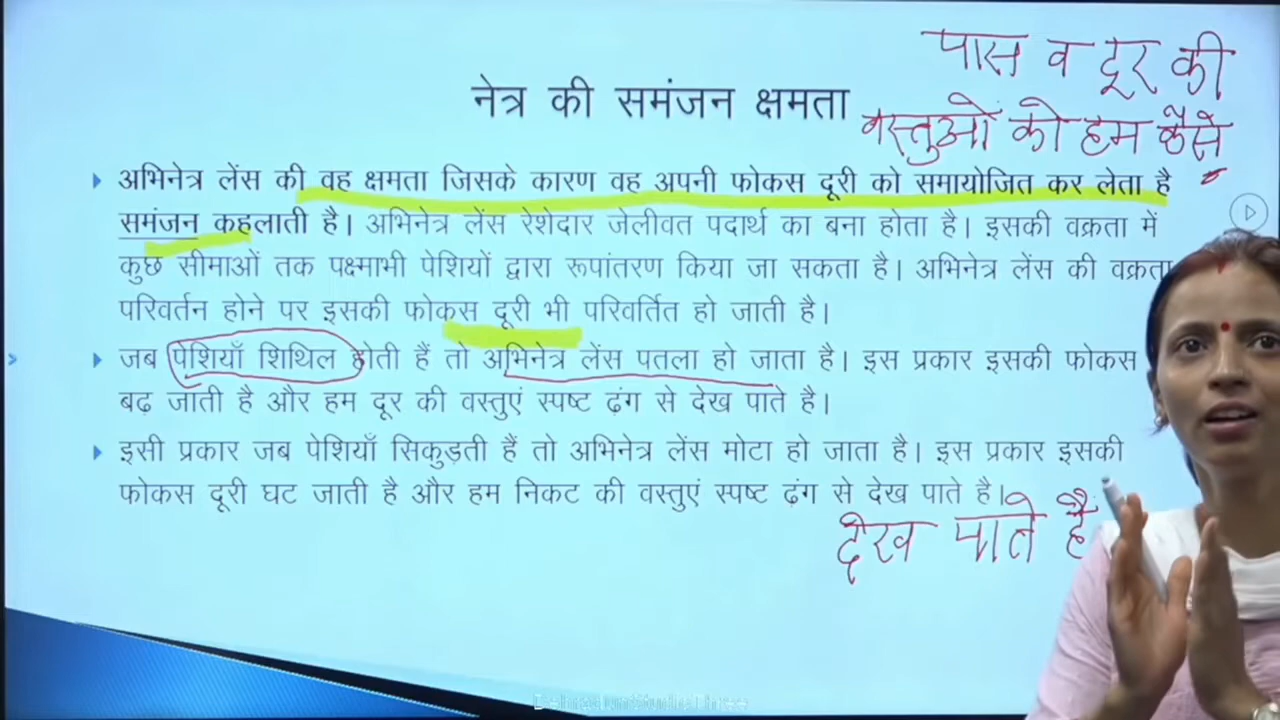 पास व दूर की
नेत्र की समंजन क्षमता
वस्तुओं को हम कैसे
अभिनेत्र लेंस की वह क्षमता जिसके कारण वह अपनी फोकस दूरी को समायोजित कर लेता है
समंजन कहलाती है। अभिनेत्र लेंस रेशेदार जेलीवत पदार्थ का बना होता है। इसकी वक्रता में
कुछ सीमाओं तक पक्ष्माभी पेशियों द्वारा रूपांतरण किया जा सकता है। अभिनेत्र लेंस की वक्रता
परिवर्तन होने पर इसकी फोकस दूरी भी परिवर्तित हो जाती है।
जब पेशियाँ शिथिल होती हैं तो अभिनेत्र लेंस पतला हो जाता है। इस प्रकार इसकी फोकस
बढ़ जाती है और हम दूर की वस्तुएं स्पष्ट ढंग से देख पाते है।
इसी प्रकार जब पेशियाँ सिकुड़ती हैं तो अभिनेत्र लेंस मोटा हो जाता है। इस प्रकार इसकी
फोकस दूरी घट जाती है और हम निकट की वस्तुएं स्पष्ट ढंग से देख पाते है।
देख पाते हैं